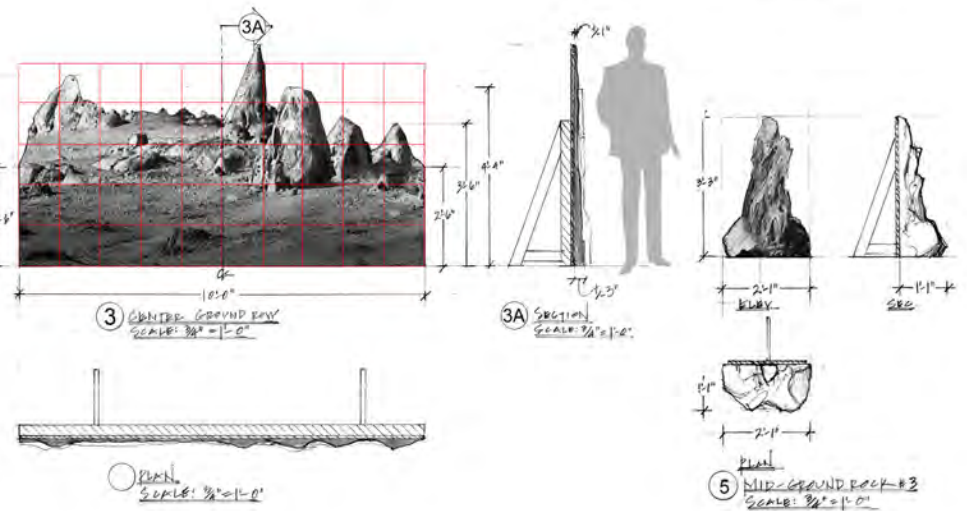 3A
4'-4"
3'-6"
2'-6"
10'-0"
3 CENTER GROUND ROW
SCALE: 3/4" = 1'-0"
3A SECTION
SCALE: 3/4" = 1'-0"
3'-3"
2'-1"
ELEV
1'-1"
SEC
PLAN
SCALE: 3/4" = 1'-0"
1'-1"
2'-1"
PLAN
5 MID-GROUND ROCK #3
SCALE: 3/4" = 1'-0"